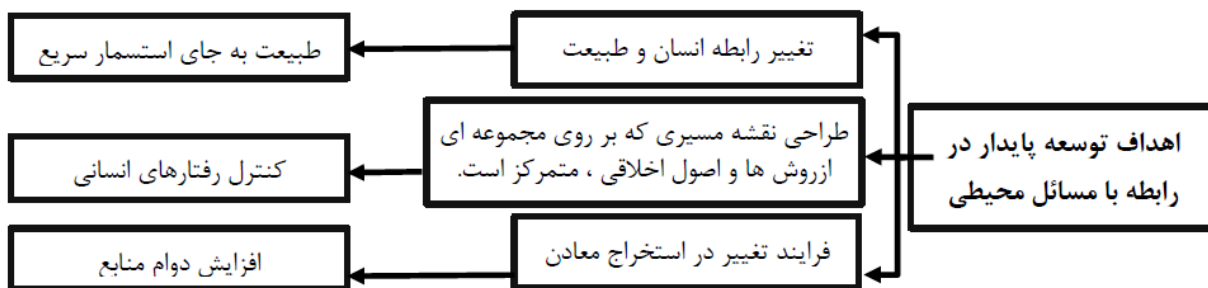 اهداف توسعه پایدار در
رابطه با مسائل محیطی
تغییر رابطه انسان و طبیعت
طبیعت به جای استسمار سریع
طراحی نقشه مسیری که بر روی مجموعه ای
ازروش ها و اصول اخلاقی ، متمرکز است.
کنترل رفتارهای انسانی
فرایند تغییر در استخراج معادن
افزایش دوام منابع